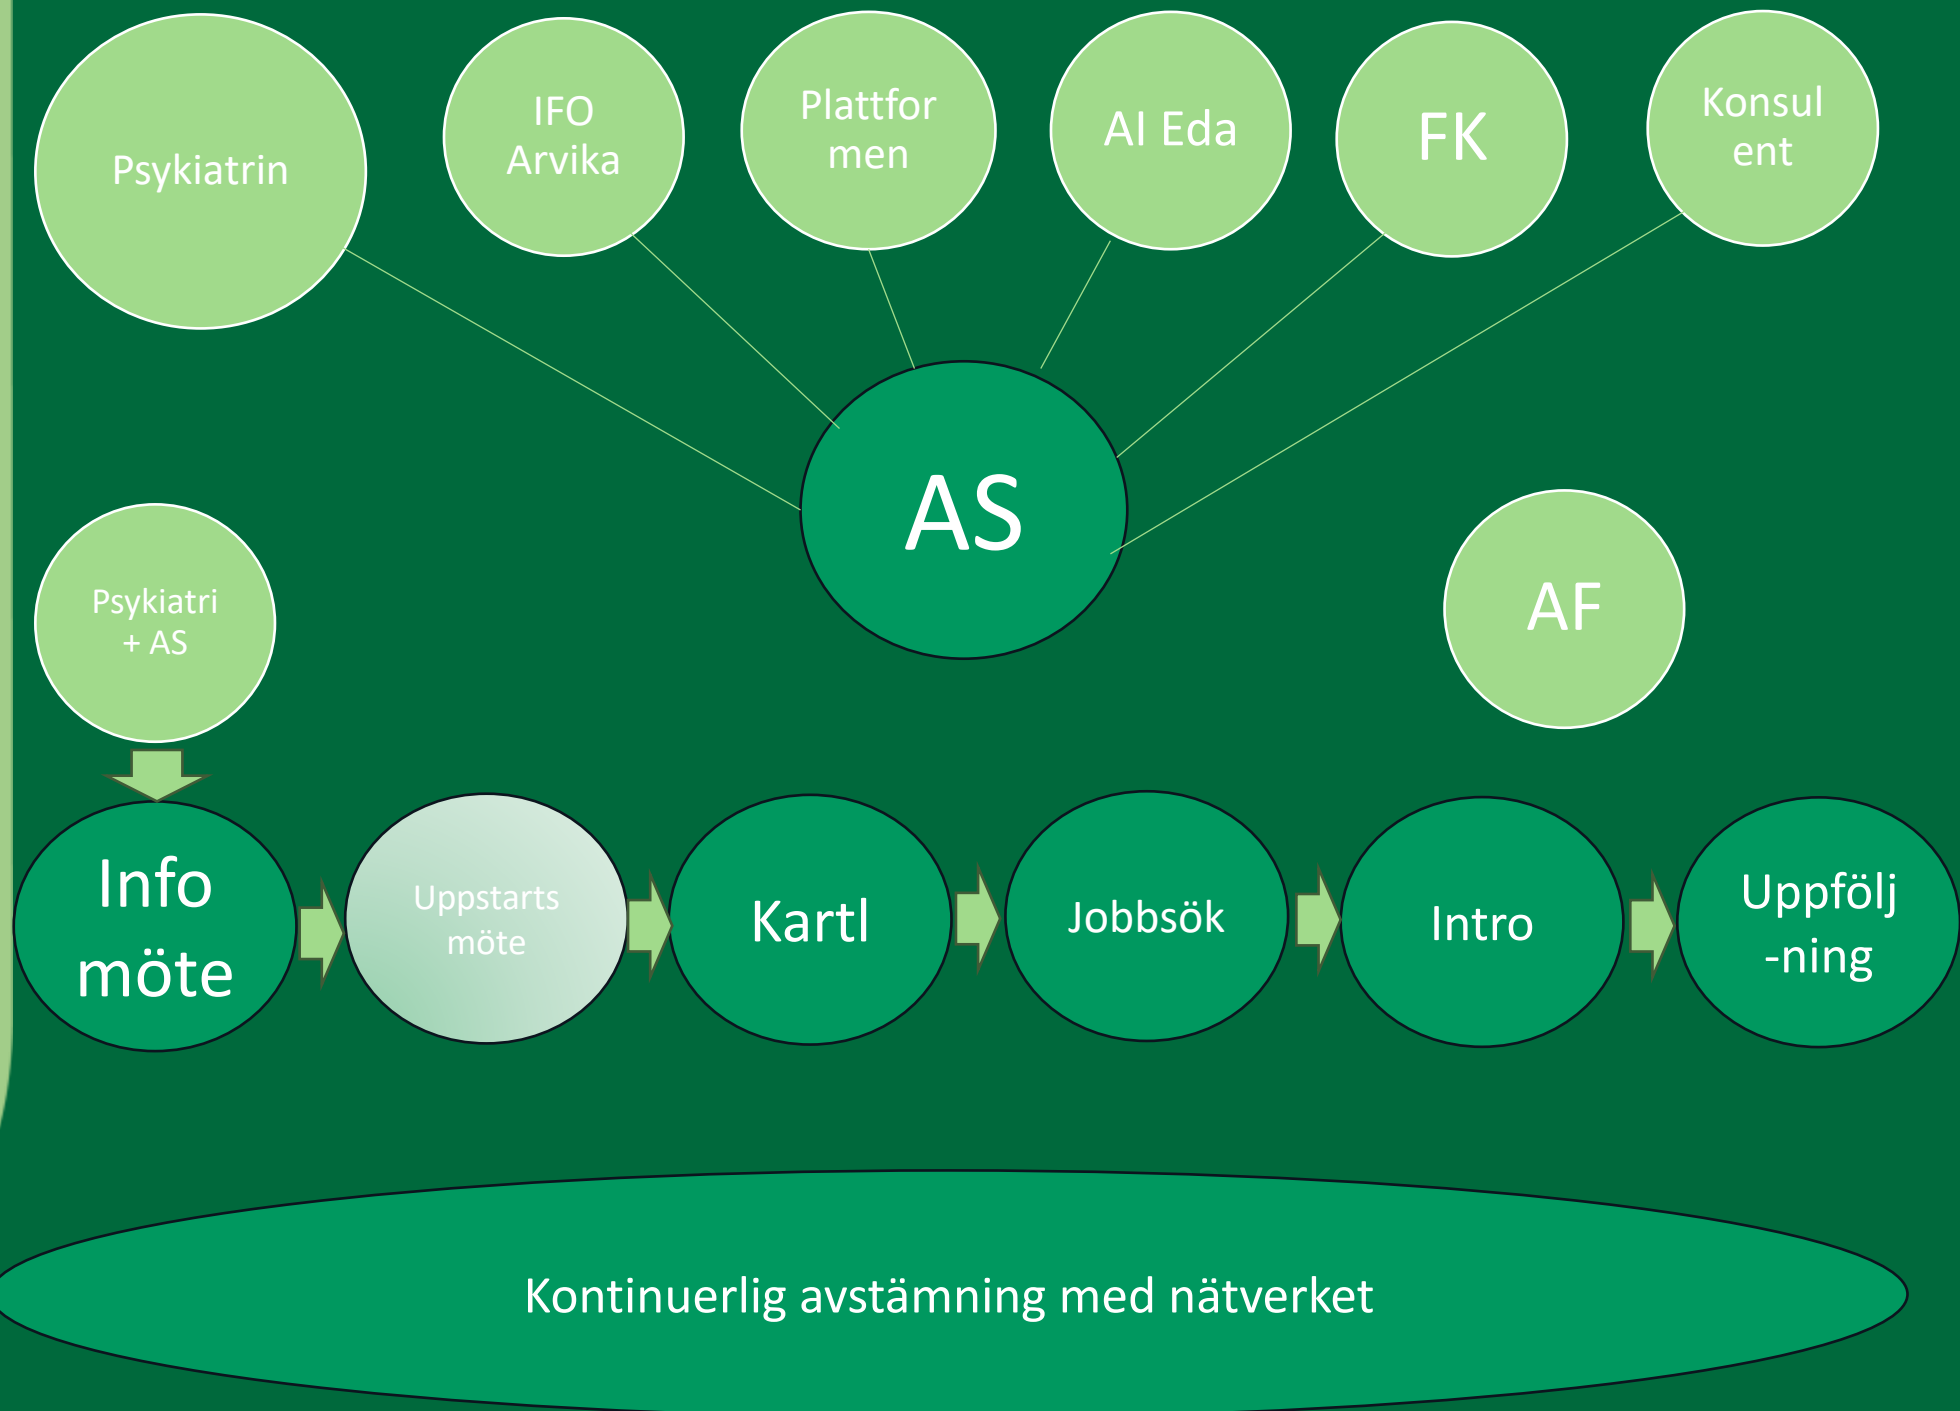 Psykiatrin
IFO
Arvika
Plattfor
men
AI Eda
FK
Konsul
ent
AS
Psykiatri
+ AS
AF
Info
möte
Uppstarts
möte
Kartl
Jobbsök
Intro
Uppfölj
-ning
Kontinuerlig avstämning med nätverket